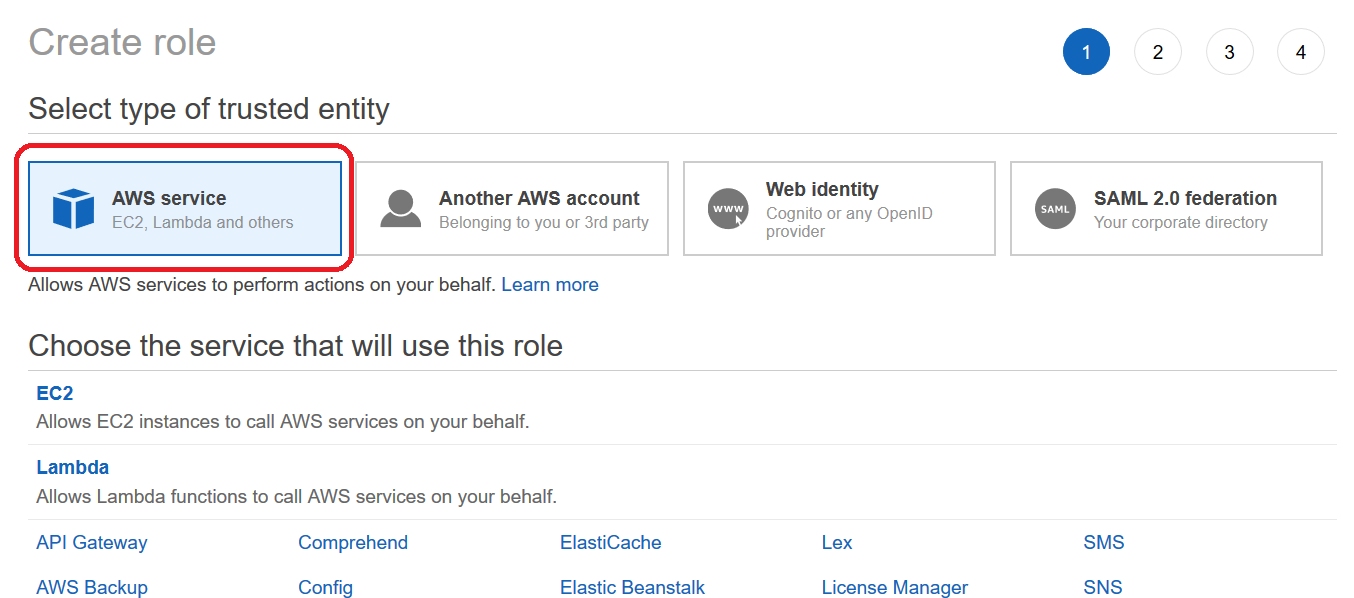 Create role
1 2 3 4
Select type of trusted entity
AWS service
EC2, Lambda and others
Another AWS account
Belonging to you or 3rd party
www
Web identity
Cognito or any OpenID
provider
SAML
SAML 2.0 federation
Your corporate directory
Allows AWS services to perform actions on your behalf. Learn more
Choose the service that will use this role
EC2
Allows EC2 instances to call AWS services on your behalf.
Lambda
Allows Lambda functions to call AWS services on your behalf.
API Gateway Comprehend ElastiCache Lex SMS
AWS Backup Config Elastic Beanstalk License Manager SNS